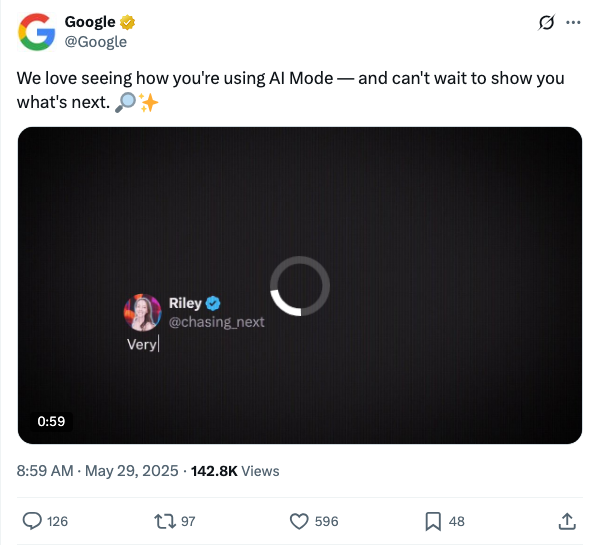 Google
@Google
We love seeing how you're using AI Mode — and can't wait to show you
what's next. 🔎✨
Riley
@chasing_next
Very
0:59
8:59 AM · May 29, 2025 · 142.8K Views
126 97 596 48